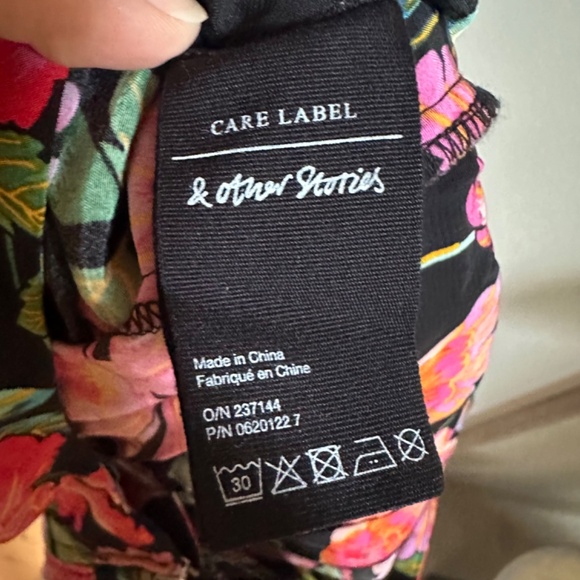 CARE LABEL
& other Stories
Made in China
Fabriqué en Chine
O/N 237144
P/N 0620122 7
30